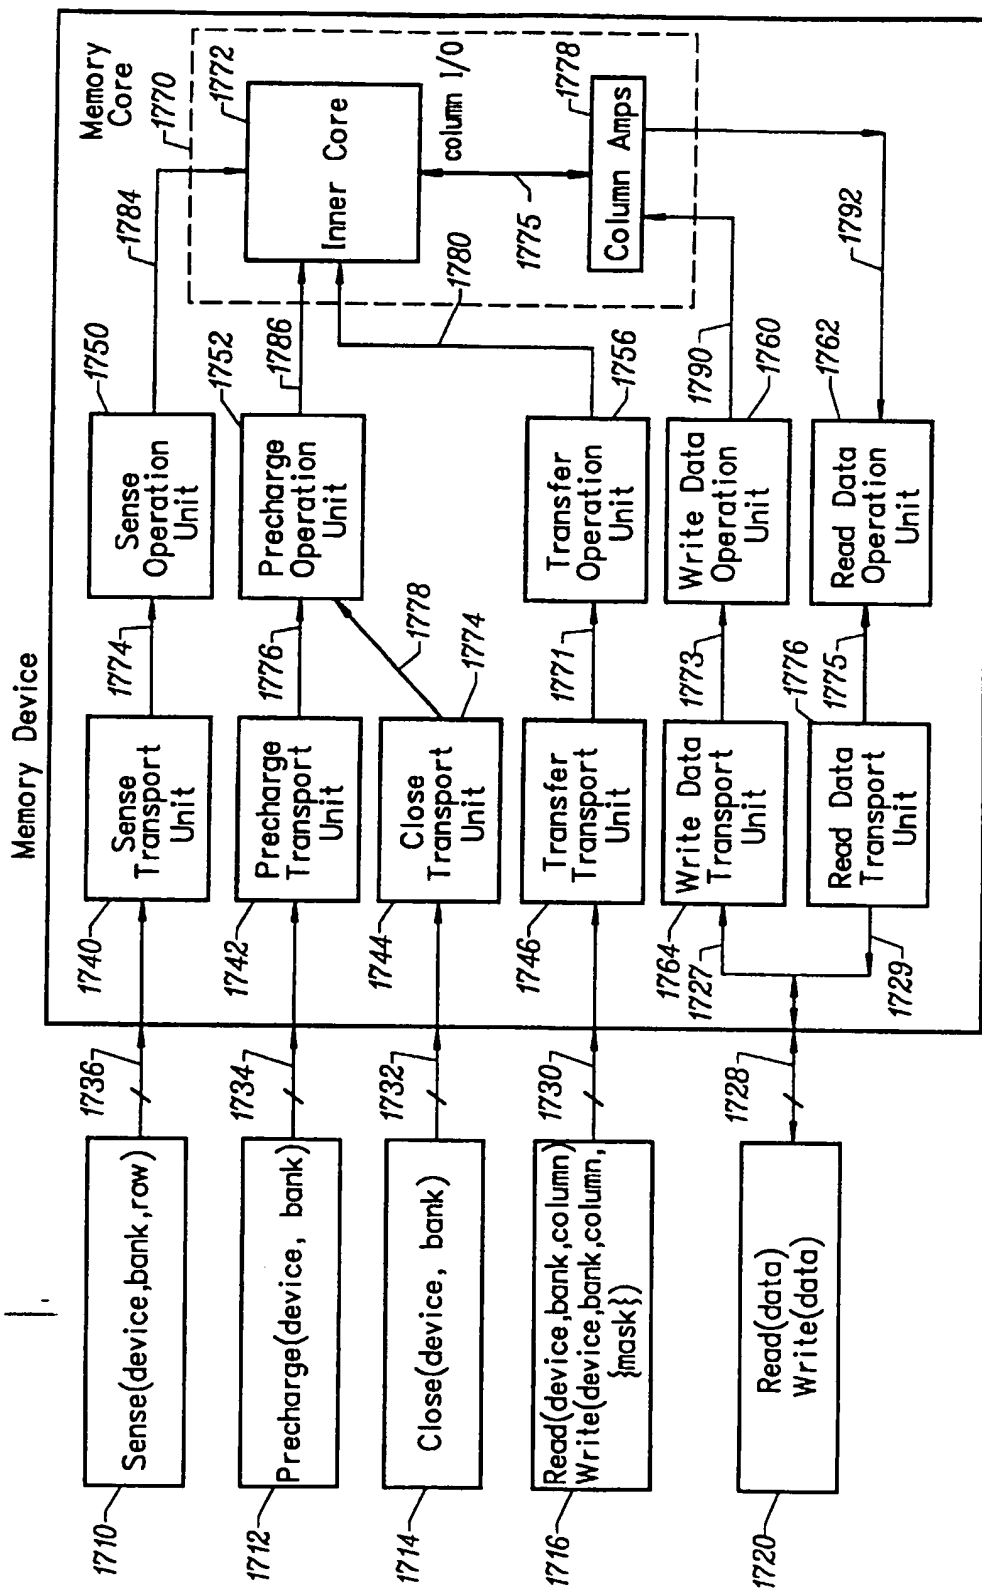 Memory Device
Memory
Core
1770
1772
Inner Core
column I/O
1775
1778
Column Amps
1784
1786
1780
1790
1792
1750
Sense
Operation
Unit
1752
Precharge
Operation
Unit
1756
Transfer
Operation
Unit
1760
Write Data
Operation
Unit
1762
Read Data
Operation
Unit
1774
1776
1778
1774
1771
1773
1776
1775
1740
Sense
Transport
Unit
1742
Precharge
Transport
Unit
1744
Close
Transport
Unit
1746
Transfer
Transport
Unit
1764
1727
Write Data
Transport
Unit
Read Data
Transport
Unit
1729
1736
1734
1732
1730
1728
1710
Sense(device,bank,row)
1712
Precharge(device, bank)
1714
Close(device, bank)
1716
Read(device,bank,column)
Write(device,bank,column,
{mask})
1720
Read(data)
Write(data)